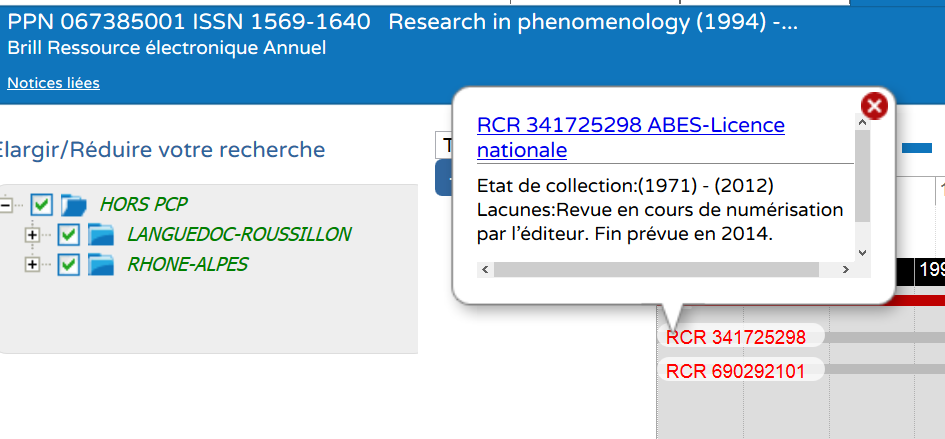 PPN 067385001 ISSN 1569-1640 Research in phenomenology (1994) -...
Brill Ressource électronique Annuel
Notices liées
Elargir/Réduire votre recherche
HORS PCP
LANGUEDOC-ROUSSILLON
RHONE-ALPES
RCR 341725298 ABES-Licence
nationale
Etat de collection:(1971) - (2012)
Lacunes:Revue en cours de numérisation
par l'éditeur. Fin prévue en 2014.
RCR 341725298
RCR 690292101